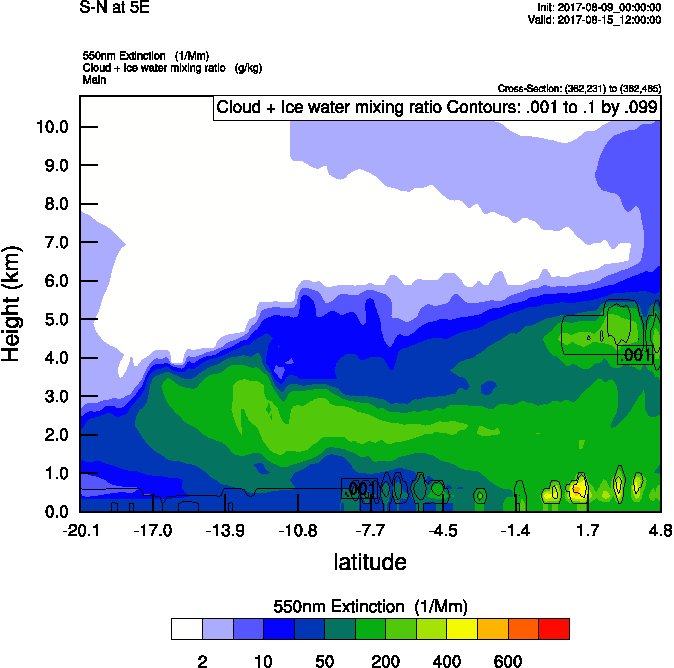 S-N at 5E
Init: 2017-08-09_00:00:00
Valid: 2017-08-15_12:00:00
550nm Extinction (1/Mm)
Cloud + Ice water mixing ratio (g/kg)
Main
Cross-Section: (362,231) to (362,485)
Cloud + Ice water mixing ratio Contours: .001 to .1 by .099
10.0
9.0
8.0
7.0
6.0
5.0
4.0
3.0
2.0
1.0
0.0
Height (km)
.001
.001
-20.1 -17.0 -13.9 -10.8 -7.7 -4.5 -1.4 1.7 4.8
latitude
550nm Extinction (1/Mm)
2 10 50 200 400 600